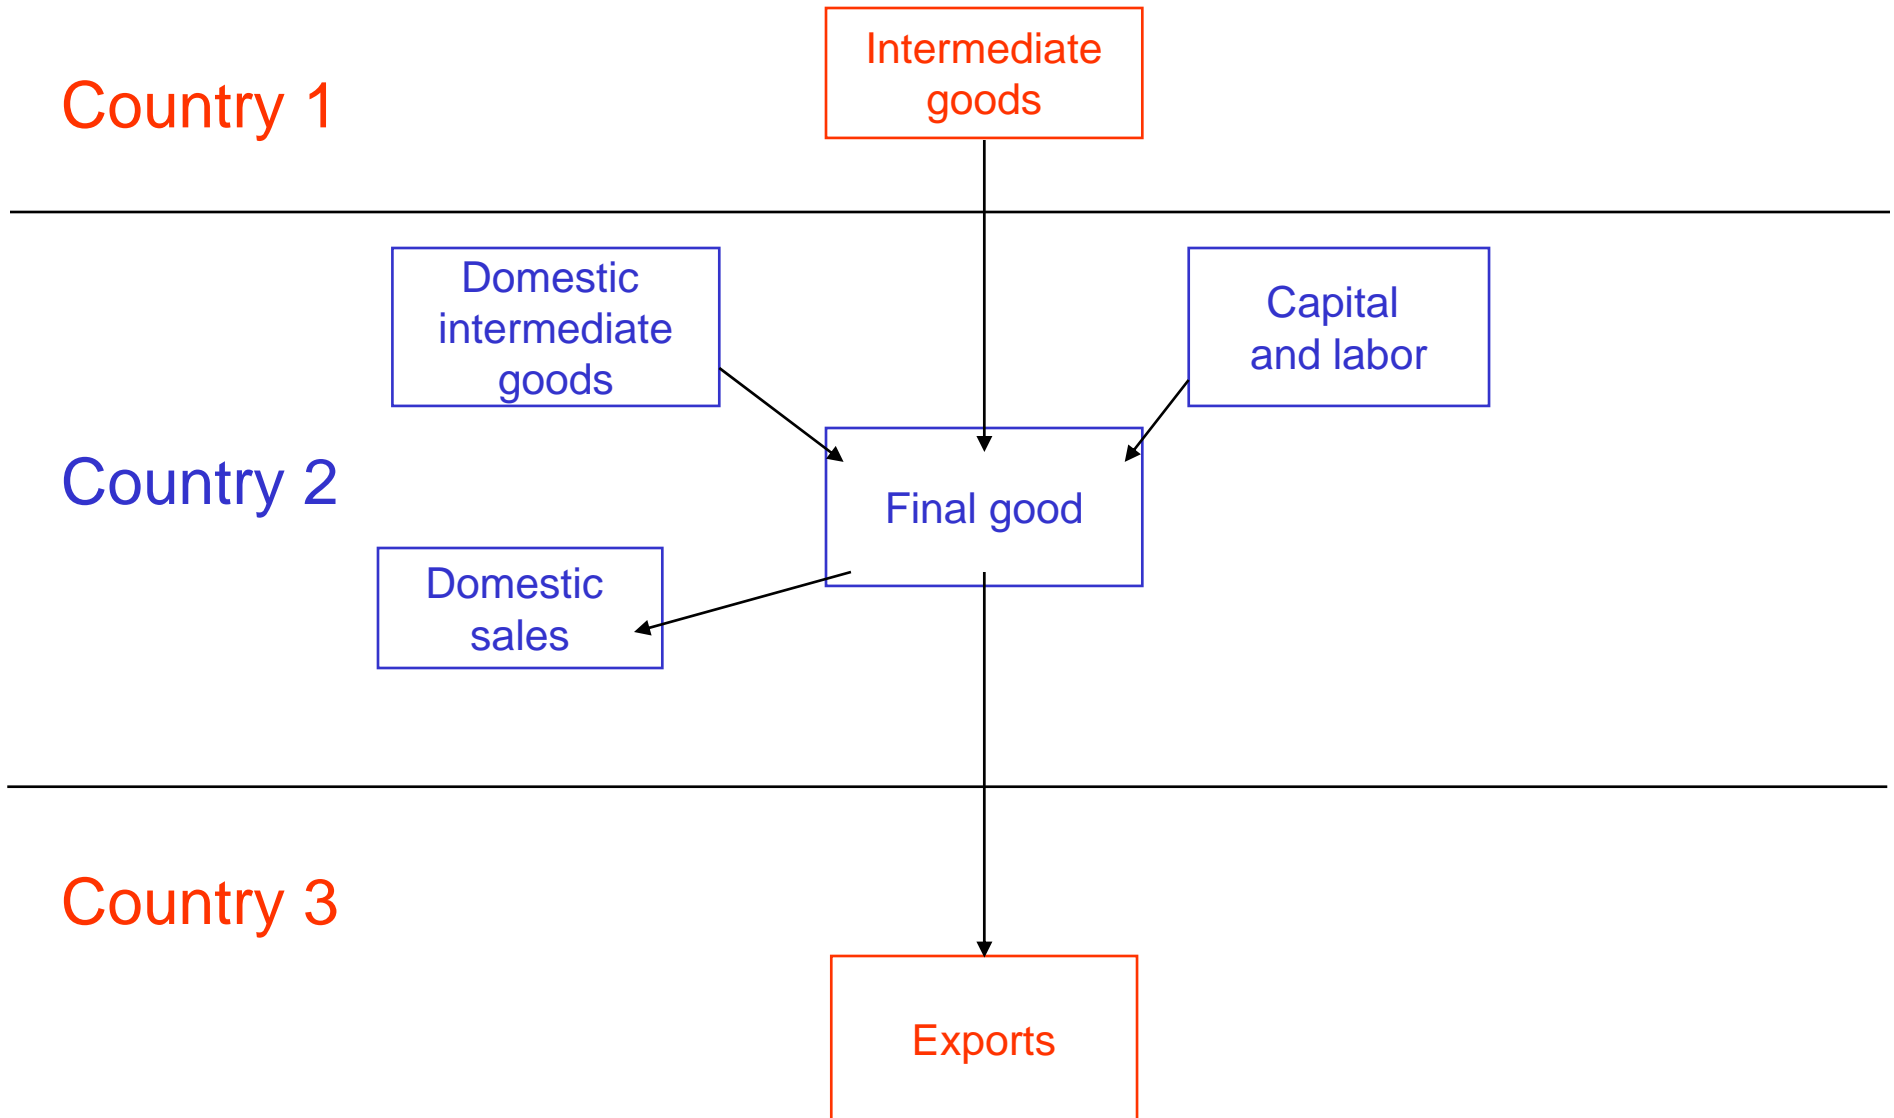 Intermediate
goods
Country 1
Domestic
intermediate
goods
Capital
and labor
Country 2
Final good
Domestic
sales
Country 3
Exports